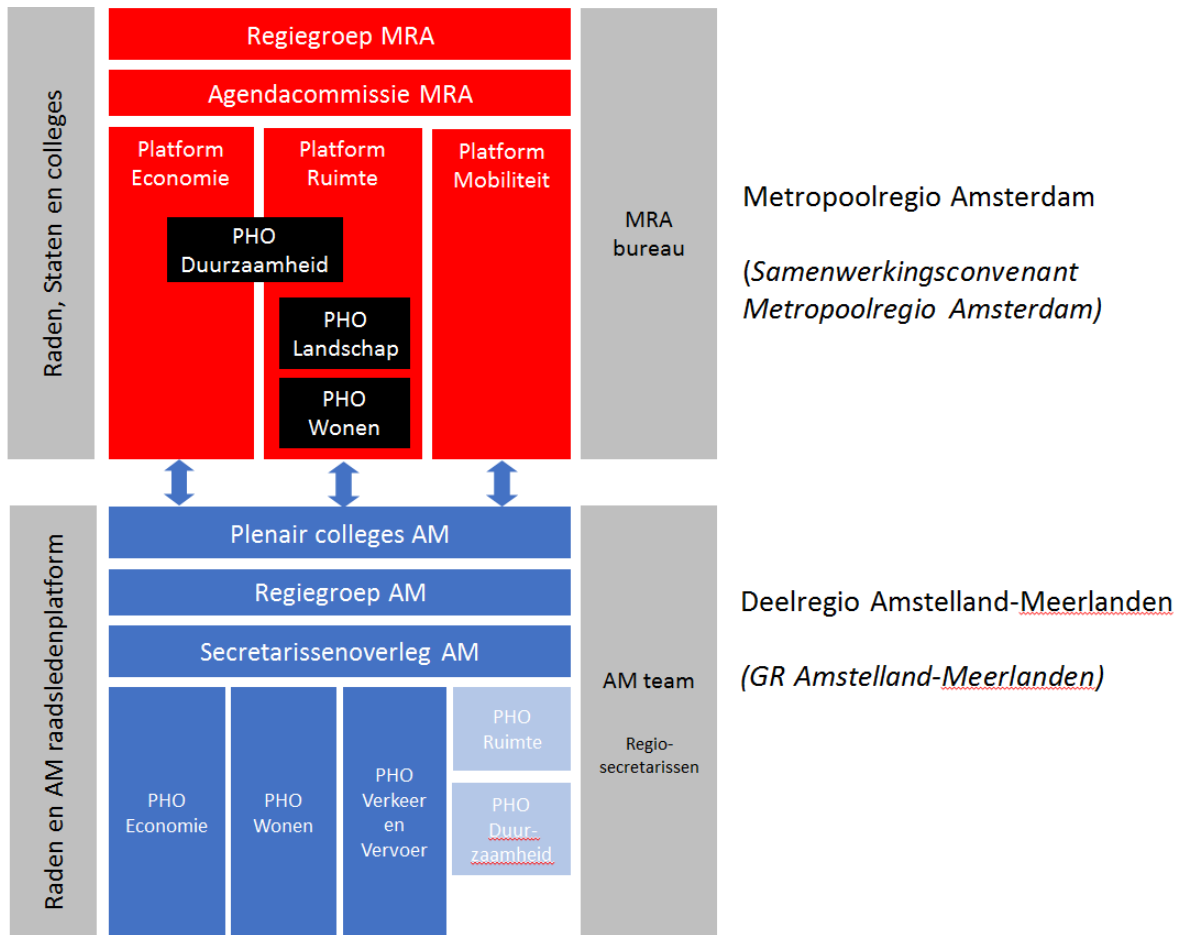 Raden, Staten en colleges
Regiegroep MRA
Agendacommissie MRA
Platform
Economie
Platform
Ruimte
Platform
Mobiliteit
PHO
Duurzaamheid
PHO
Landschap
PHO
Wonen
MRA
bureau
Metropoolregio Amsterdam
(Samenwerkingsconvenant
Metropoolregio Amsterdam)
Raden en AM raadsledenplatform
Plenair colleges AM
Regiegroep AM
Secretarissenoverleg AM
PHO
Economie
PHO
Wonen
PHO
Verkeer
en
Vervoer
PHO
Ruimte
PHO
Duur-
zaamheid
AM team
Regio-
secretarissen
Deelregio Amstelland-Meerlanden
(GR Amstelland-Meerlanden)